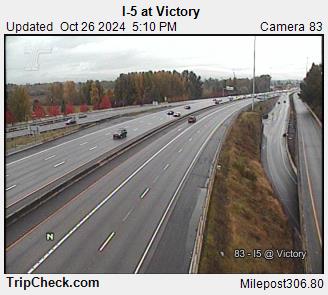 I-5 at Victory
Updated Oct 26 2024 5:10 PM Camera 83
N
83 - I5 @ Victory
TripCheck.com Milepost306.80